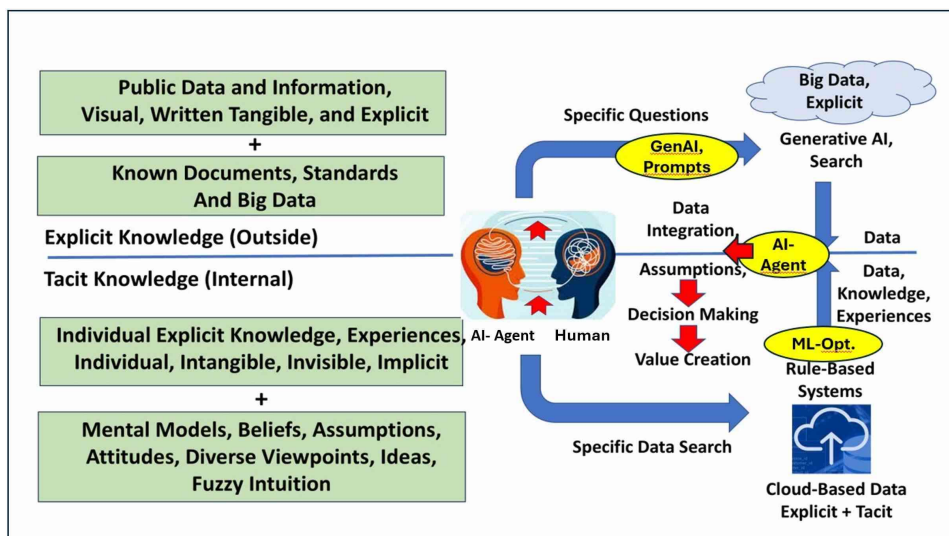 Public Data and Information,
Visual, Written Tangible, and Explicit
+
Known Documents, Standards
And Big Data
Explicit Knowledge (Outside)
Tacit Knowledge (Internal)
Individual Explicit Knowledge, Experiences,
Individual, Intangible, Invisible, Implicit
+
Mental Models, Beliefs, Assumptions,
Attitudes, Diverse Viewpoints, Ideas,
Fuzzy Intuition
AI- Agent
Human
Specific Questions
GenAI,
Prompts
Big Data,
Explicit
Generative AI,
Search
Data
Integration,
Assumptions,
Decision Making
Value Creation
AI-
Agent
Data
Data,
Knowledge,
Experiences
ML-Opt.
Rule-Based
Systems
Specific Data Search
Cloud-Based Data
Explicit + Tacit